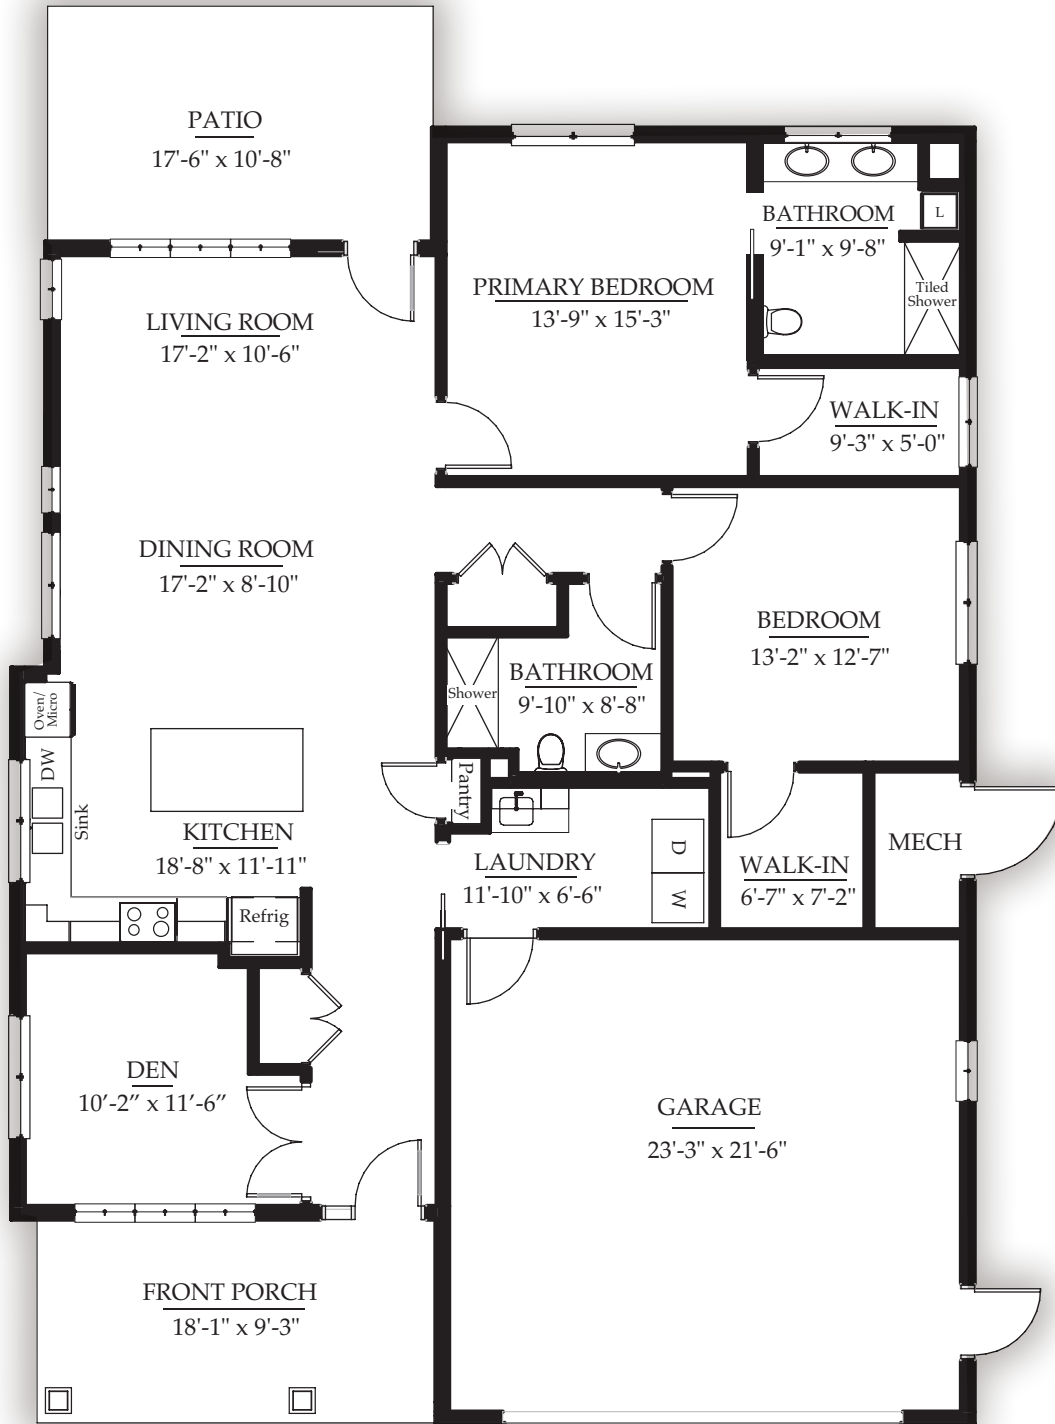 PATIO
17'-6" x 10'-8"
BATHROOM
9'-1" x 9'-8"
L
Tiled
Shower
PRIMARY BEDROOM
13'-9" x 15'-3"
LIVING ROOM
17'-2" x 10'-6"
WALK-IN
9'-3" x 5'-0"
DINING ROOM
17'-2" x 8'-10"
BEDROOM
13'-2" x 12'-7"
BATHROOM
9'-10" x 8'-8"
Shower
Oven/
Micro
DW
Sink
Pantry
KITCHEN
18'-8" x 11'-11"
LAUNDRY
11'-10" x 6'-6"
D
W
WALK-IN
6'-7" x 7'-2"
MECH
Refrig
DEN
10’-2” x 11’-6”
GARAGE
23'-3" x 21'-6"
FRONT PORCH
18'-1" x 9'-3"